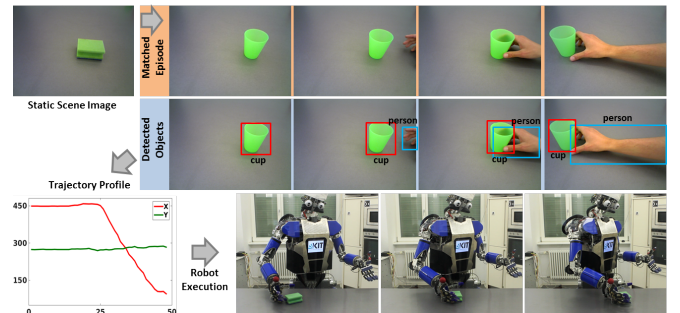 Matched
Episode
Static Scene Image
Detected
Objects
person
person
person
cup
cup
cup
cup
Trajectory Profile
450
300
150
0
25
50
X
Y
Robot
Execution
KIT